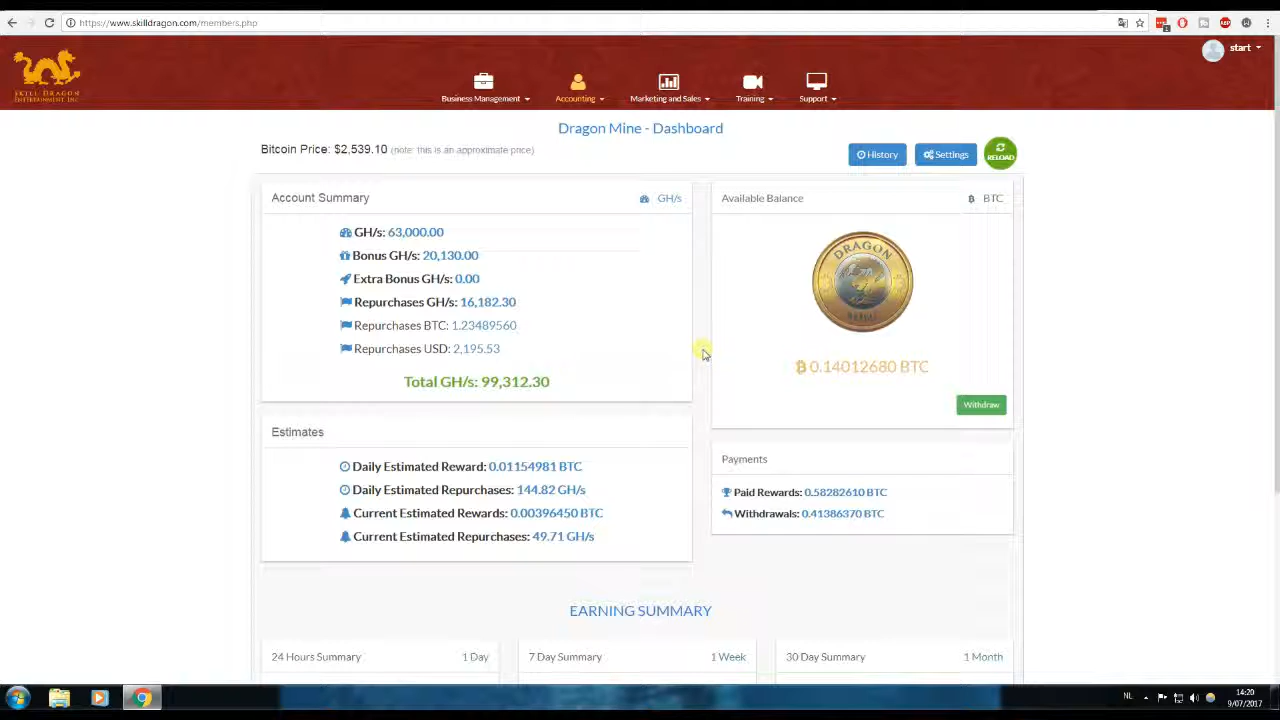 https://www.skilldragon.com/members.php
1
start
SKILL DRAGON
ENTERTAINMENT INC
Business Management
Accounting
Marketing and Sales
Training
Support
Dragon Mine - Dashboard
Bitcoin Price: $2,539.10 (note: this is an approximate price)
History
Settings
RELOAD
Account Summary
GH/s
GH/s: 63,000.00
Bonus GH/s: 20,130.00
Extra Bonus GH/s: 0.00
Repurchases GH/s: 16,182.30
Repurchases BTC: 1.23489560
Repurchases USD: 2,195.53
Total GH/s: 99,312.30
Available Balance
BTC
DRAGON
0.14012680 BTC
Withdraw
Estimates
Daily Estimated Reward: 0.01154981 BTC
Daily Estimated Repurchases: 144.82 GH/s
Current Estimated Rewards: 0.00396450 BTC
Current Estimated Repurchases: 49.71 GH/s
Payments
Paid Rewards: 0.58282610 BTC
Withdrawals: 0.41386370 BTC
EARNING SUMMARY
24 Hours Summary
1 Day
7 Day Summary
1 Week
30 Day Summary
1 Month
NL
14:20
9/07/2017